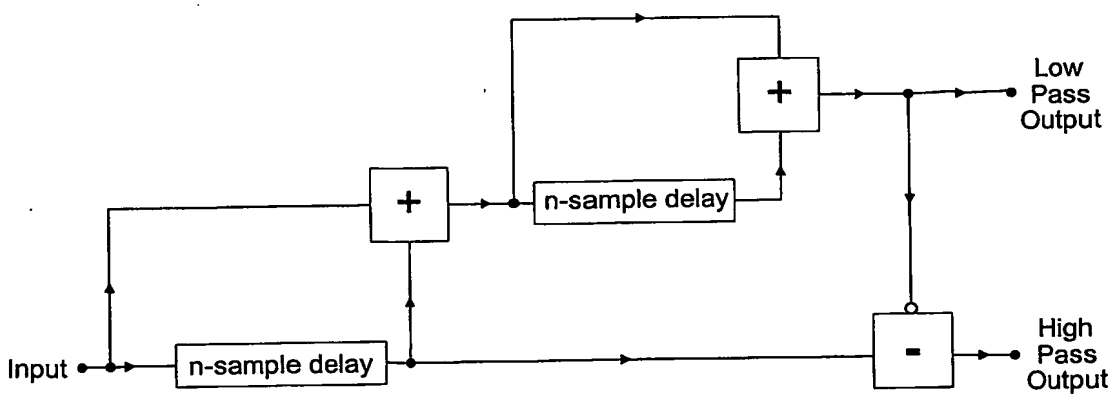 Low
Pass
Output
+
+
n-sample delay
Input
n-sample delay
-
High
Pass
Output